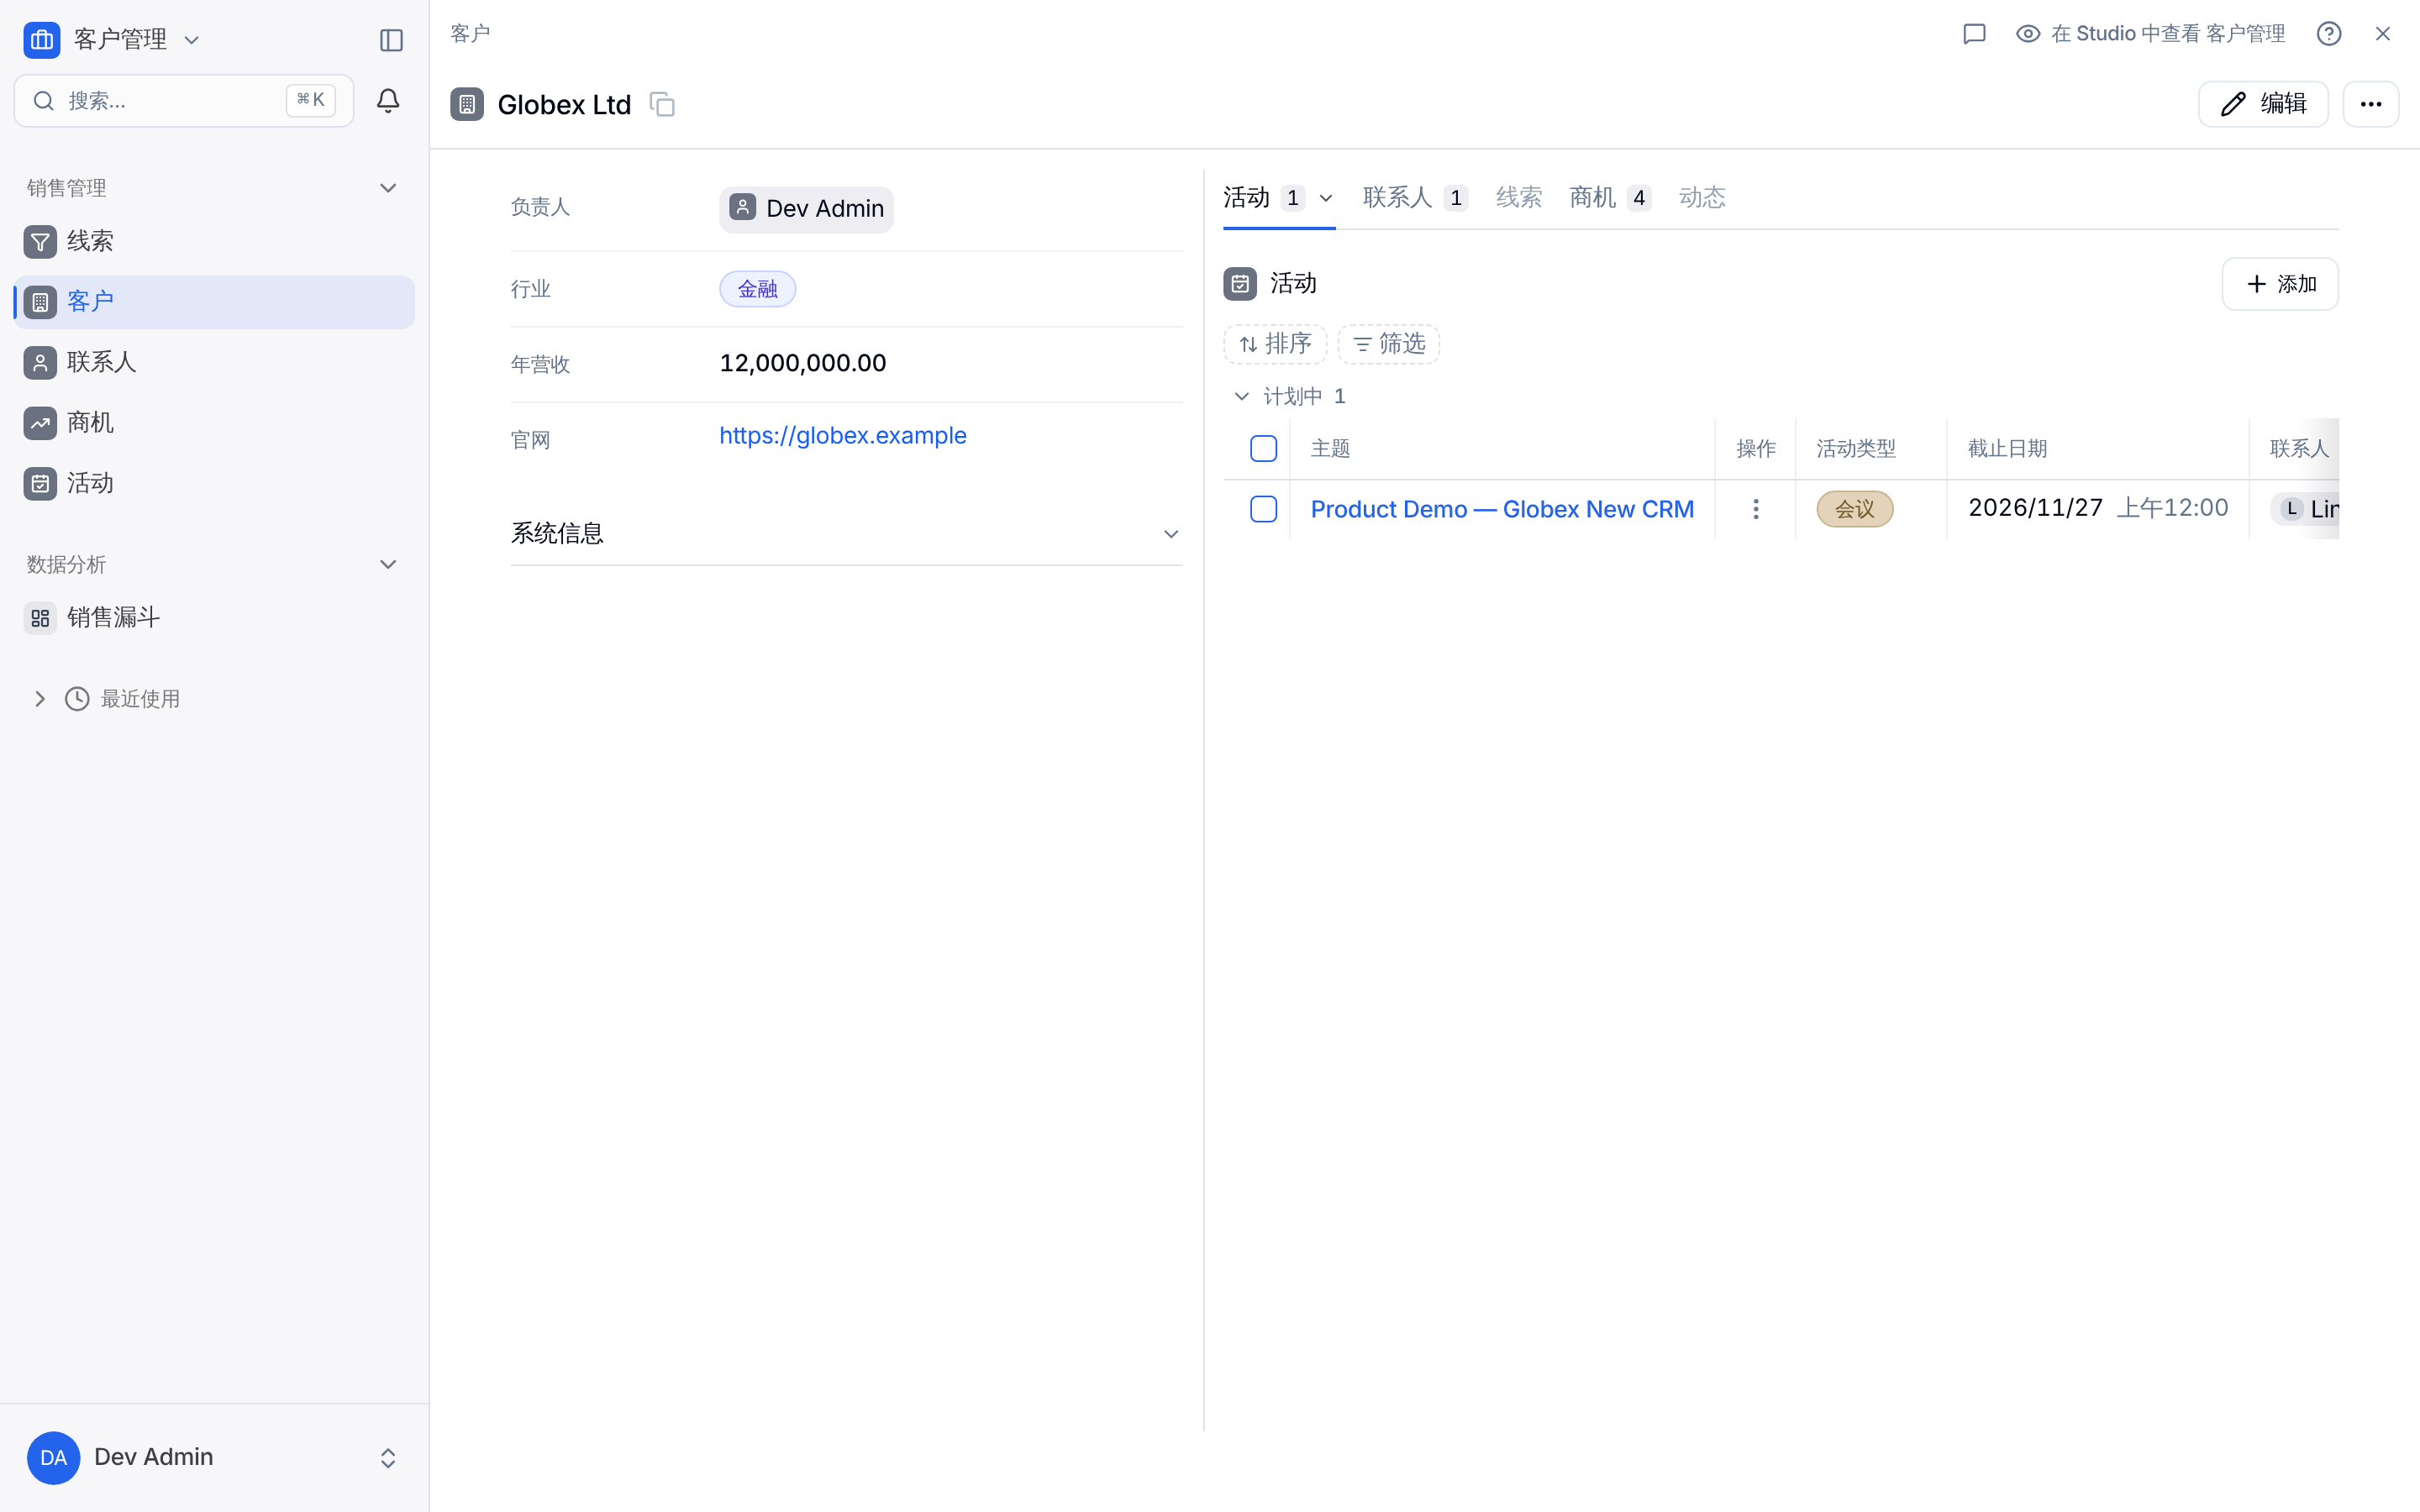 客户管理
搜索...
⌘K
销售管理
线索
客户
联系人
商机
活动
数据分析
销售漏斗
最近使用
DA Dev Admin
客户
在 Studio 中查看 客户管理
Globex Ltd
编辑
负责人 Dev Admin
行业 金融
年营收 12,000,000.00
官网 https://globex.example
系统信息
活动 1 联系人 1 线索 商机 4 动态
活动
添加
排序 筛选
计划中 1
主题 操作 活动类型 截止日期 联系人
Product Demo — Globex New CRM 会议 2026/11/27 上午12:00 L